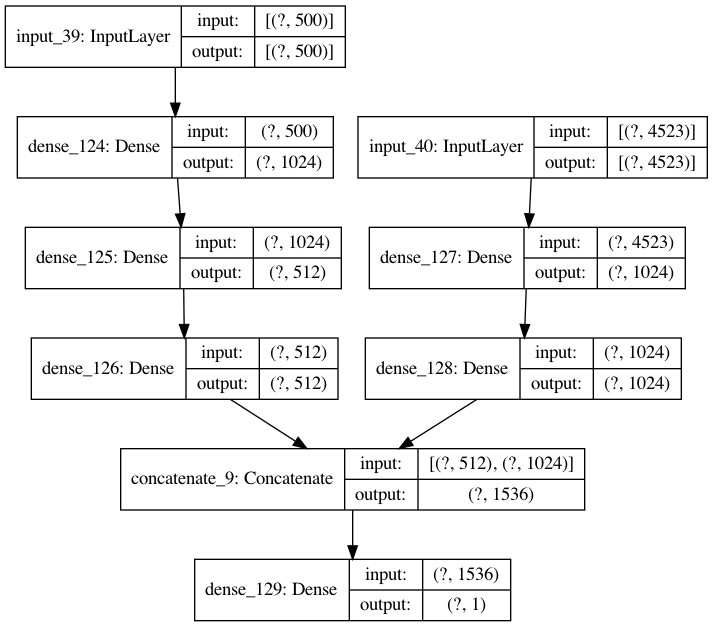 input_39: InputLayer
input: [(?, 500)]
output: [(?, 500)]
dense_124: Dense
input: (?, 500)
output: (?, 1024)
input_40: InputLayer
input: [(?, 4523)]
output: [(?, 4523)]
dense_125: Dense
input: (?, 1024)
output: (?, 512)
dense_127: Dense
input: (?, 4523)
output: (?, 1024)
dense_126: Dense
input: (?, 512)
output: (?, 512)
dense_128: Dense
input: (?, 1024)
output: (?, 1024)
concatenate_9: Concatenate
input: [(?, 512), (?, 1024)]
output: (?, 1536)
dense_129: Dense
input: (?, 1536)
output: (?, 1)